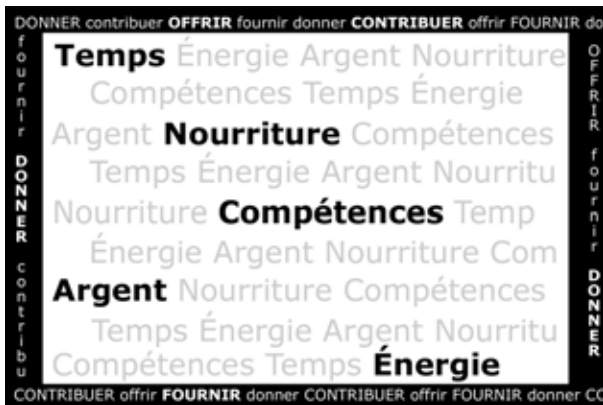 DONNER contribuer OFFRIR fournir donner CONTRIBUER offrir FOURNIR do
fournir DONNER contribu
Temps Énergie Argent Nourriture
Compétences Temps Énergie
Argent Nourriture Compétences
Temps Énergie Argent Nourritu
Nourriture Compétences Temp
Énergie Argent Nourriture Com
Argent Nourriture Compétences
Temps Énergie Argent Nourritu
Compétences Temps Énergie
OFFRIR fournir DONNER
CONTRIBUER offrir FOURNIR donner CONTRIBUER offrir FOURNIR donner CO